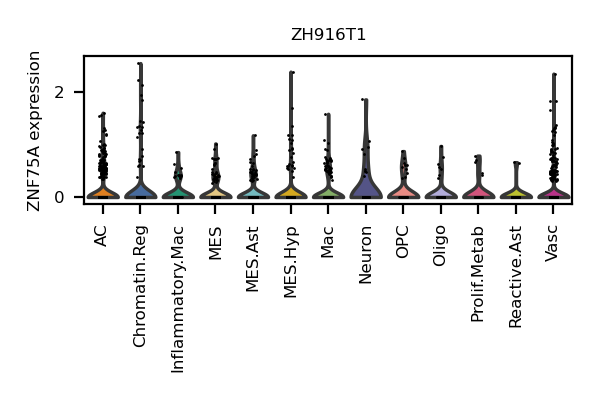 ZH916T1
ZNF75A expression
2
0
AC
Chromatin.Reg
Inflammatory.Mac
MES
MES.Ast
MES.Hyp
Mac
Neuron
OPC
Oligo
Prolif.Metab
Reactive.Ast
Vasc